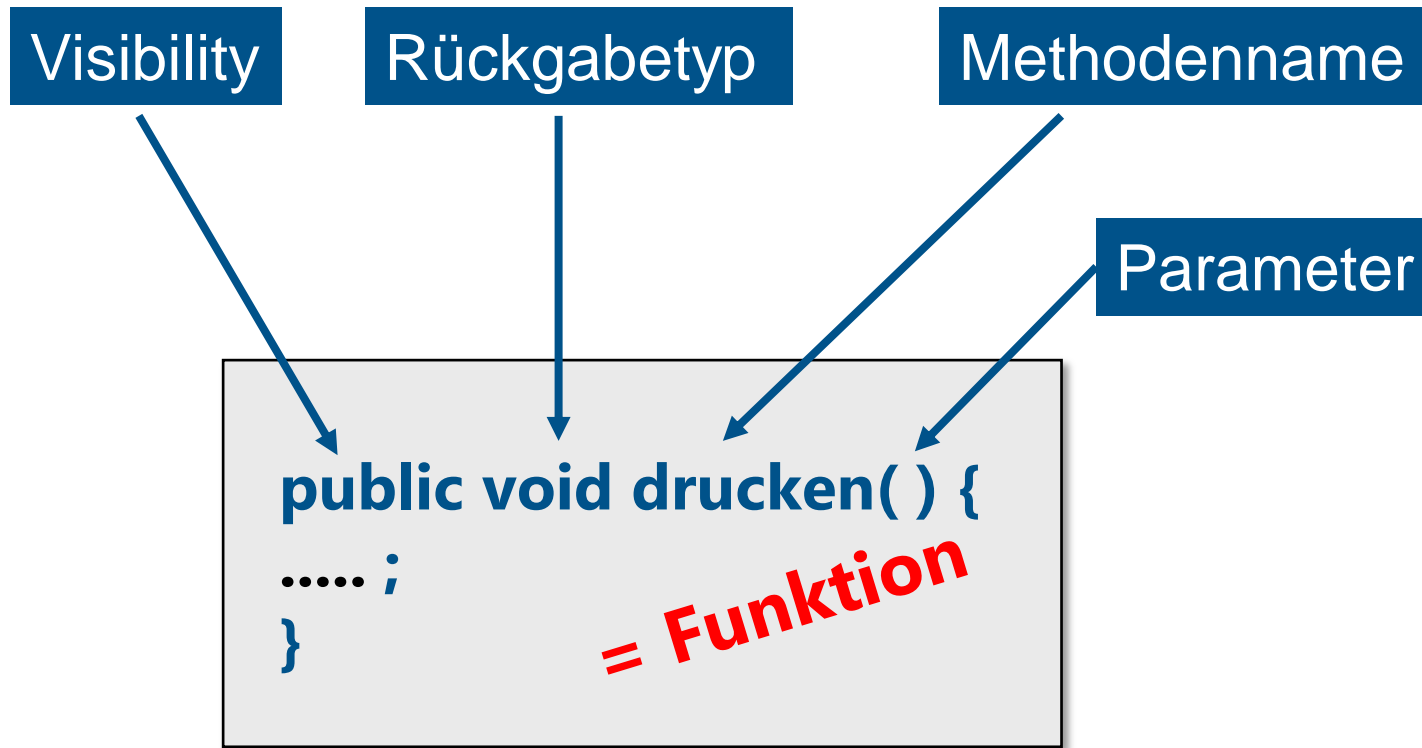 Visibility
Rückgabetyp
Methodenname
Parameter
public void drucken( ) {
..... ;
}
= Funktion